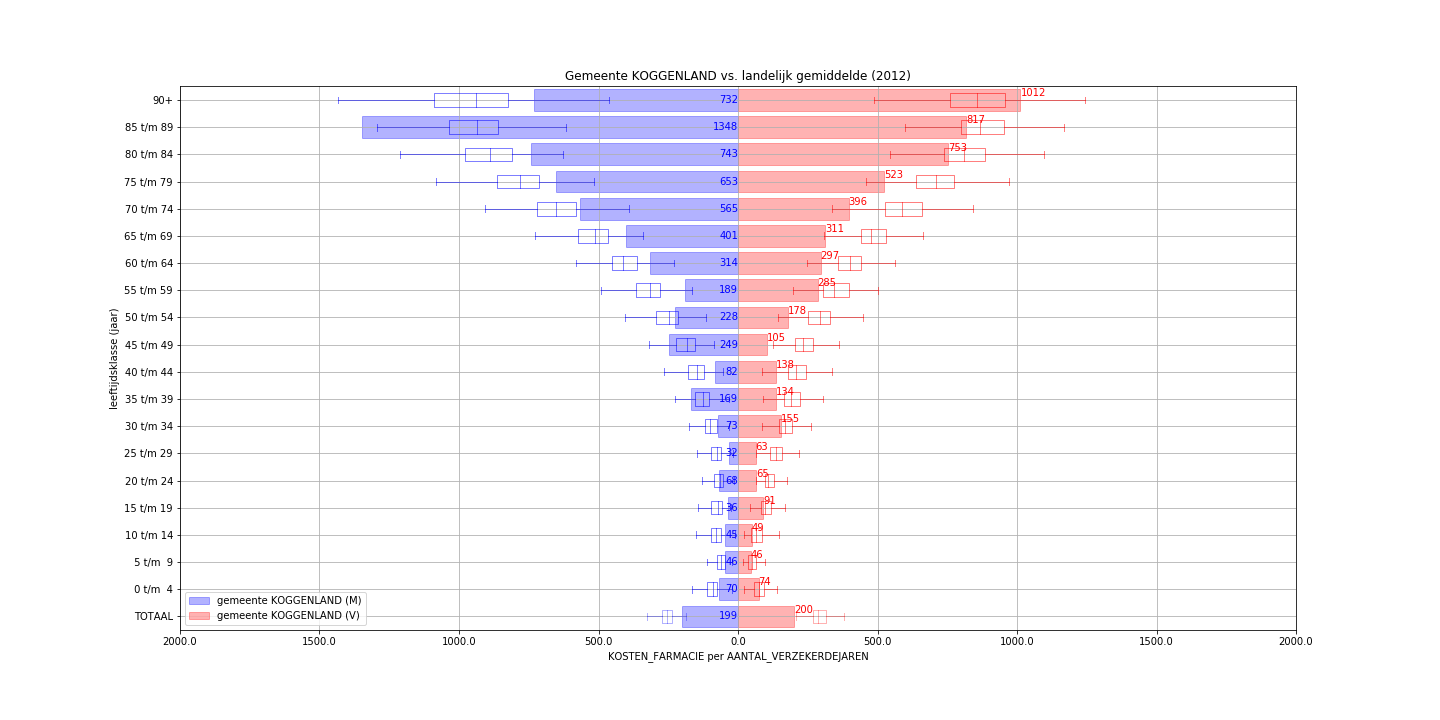 Gemeente KOGGENLAND vs. landelijk gemiddelde (2012)
leeftijdsklasse (jaar)
90+ 732 1012
85 t/m 89 1348 817
80 t/m 84 743 753
75 t/m 79 653 523
70 t/m 74 565 396
65 t/m 69 401 311
60 t/m 64 314 297
55 t/m 59 189 285
50 t/m 54 228 178
45 t/m 49 249 105
40 t/m 44 82 138
35 t/m 39 169 134
30 t/m 34 73 155
25 t/m 29 32 63
20 t/m 24 68 65
15 t/m 19 36 91
10 t/m 14 45 49
5 t/m  9 46 46
0 t/m  4 70 74
TOTAAL 199 200
gemeente KOGGENLAND (M)
gemeente KOGGENLAND (V)
2000.0 1500.0 1000.0 500.0 0.0 500.0 1000.0 1500.0 2000.0
KOSTEN_FARMACIE per AANTAL_VERZEKERDEJAREN